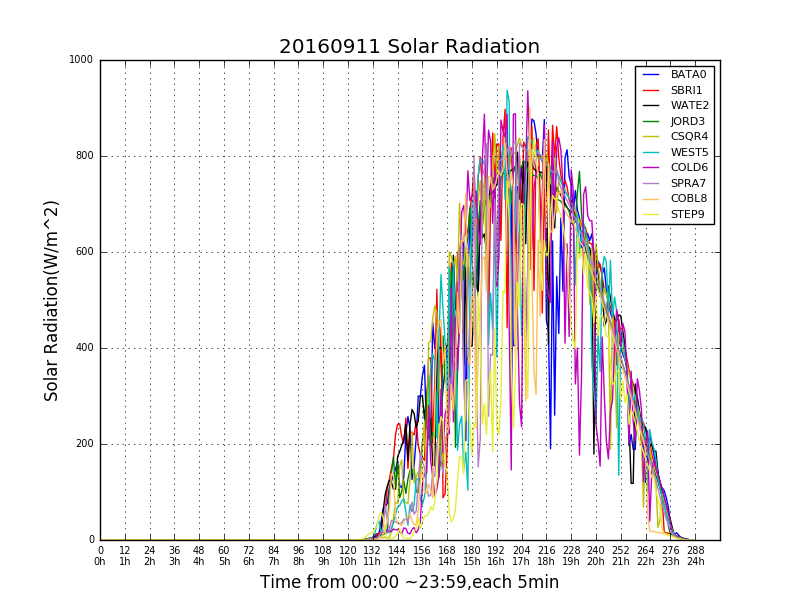 20160911 Solar Radiation
1000
800
600
400
200
0
Solar Radiation(W/m^2)
BATA0
SBRI1
WATE2
JORD3
CSQR4
WEST5
COLD6
SPRA7
COBL8
STEP9
0 12 24 36 48 60 72 84 96 108 120 132 144 156 168 180 192 204 216 228 240 252 264 276 288
0h 1h 2h 3h 4h 5h 6h 7h 8h 9h 10h 11h 12h 13h 14h 15h 16h 17h 18h 19h 20h 21h 22h 23h 24h
Time from 00:00 ~23:59,each 5min